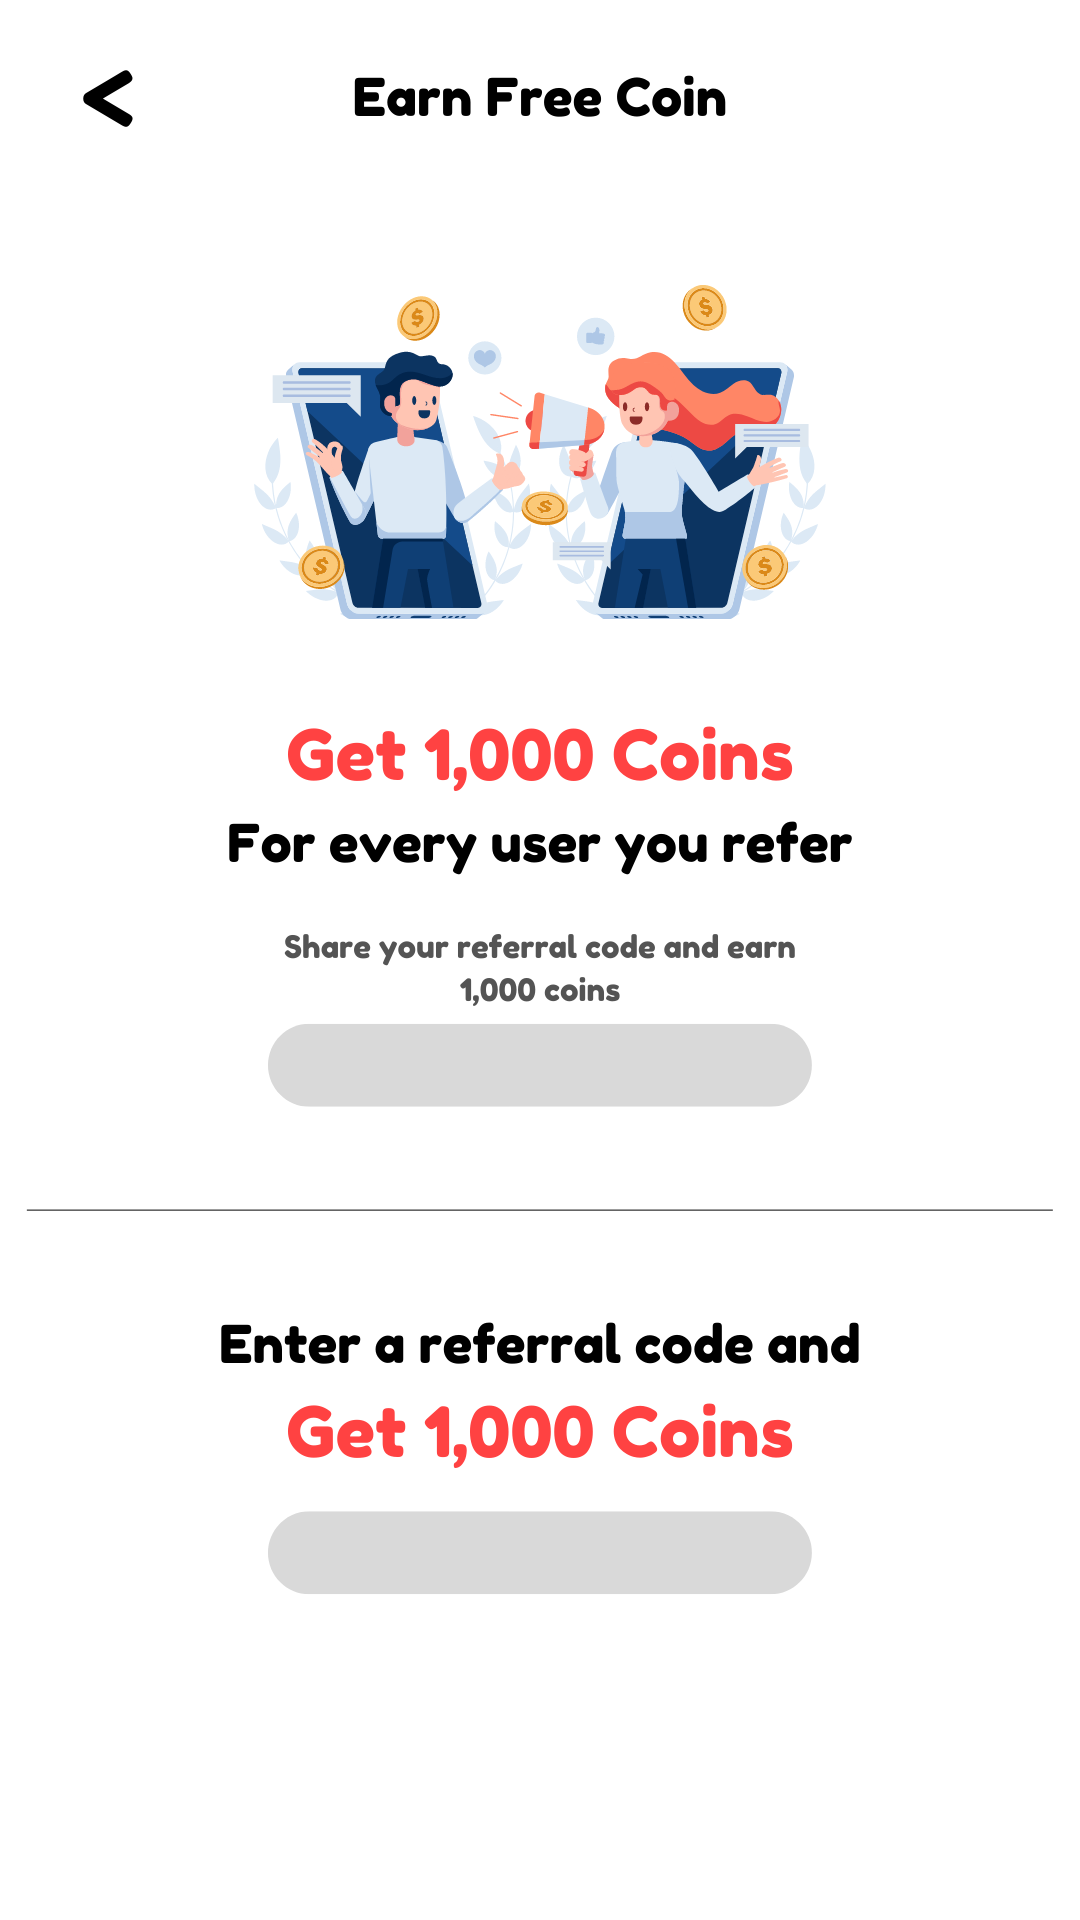 <
Earn Free Coin
$
$
$
$
$
Get 1,000 Coins
For every user you refer
Share your referral code and earn
1,000 coins
Enter a referral code and
Get 1,000 Coins